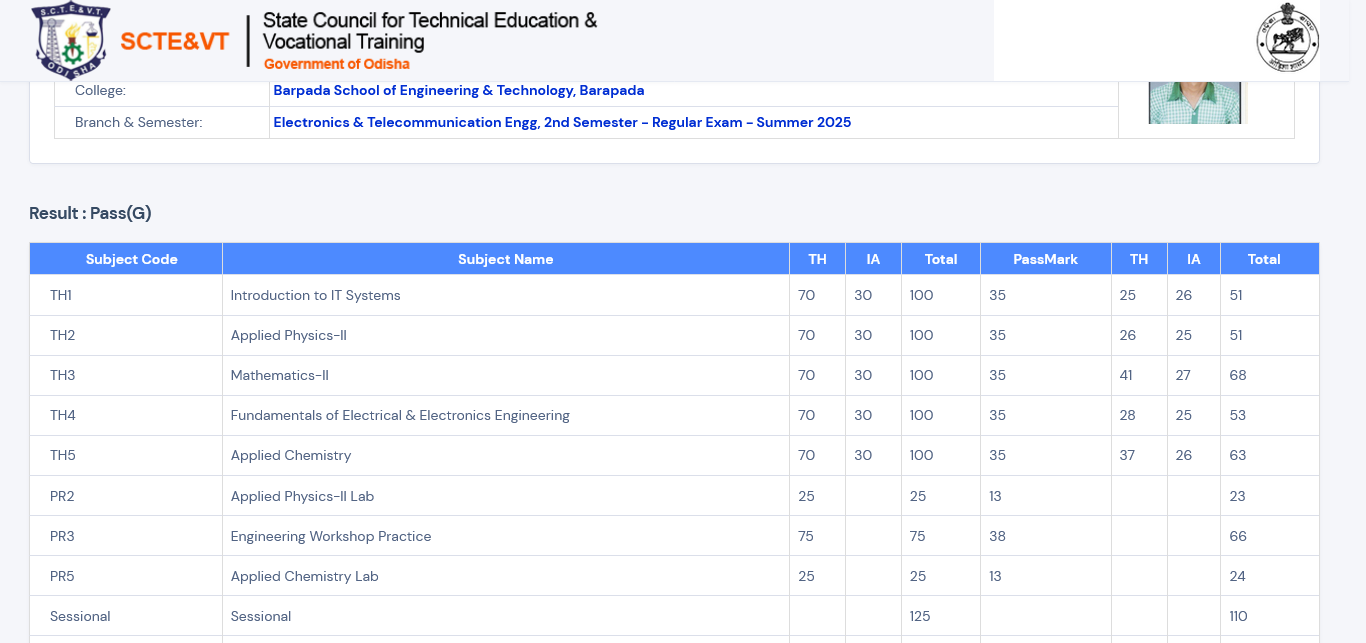 S.C.T.E.&V.T.
ODISHA
SCTE&VT
State Council for Technical Education &
Vocational Training
Government of Odisha
College: Barpada School of Engineering & Technology, Barapada
Branch & Semester: Electronics & Telecommunication Engg, 2nd Semester - Regular Exam - Summer 2025
Result : Pass(G)
Subject Code Subject Name TH IA Total PassMark TH IA Total
TH1 Introduction to IT Systems 70 30 100 35 25 26 51
TH2 Applied Physics-II 70 30 100 35 26 25 51
TH3 Mathematics-II 70 30 100 35 41 27 68
TH4 Fundamentals of Electrical & Electronics Engineering 70 30 100 35 28 25 53
TH5 Applied Chemistry 70 30 100 35 37 26 63
PR2 Applied Physics-II Lab 25 25 13 23
PR3 Engineering Workshop Practice 75 75 38 66
PR5 Applied Chemistry Lab 25 25 13 24
Sessional Sessional 125 110